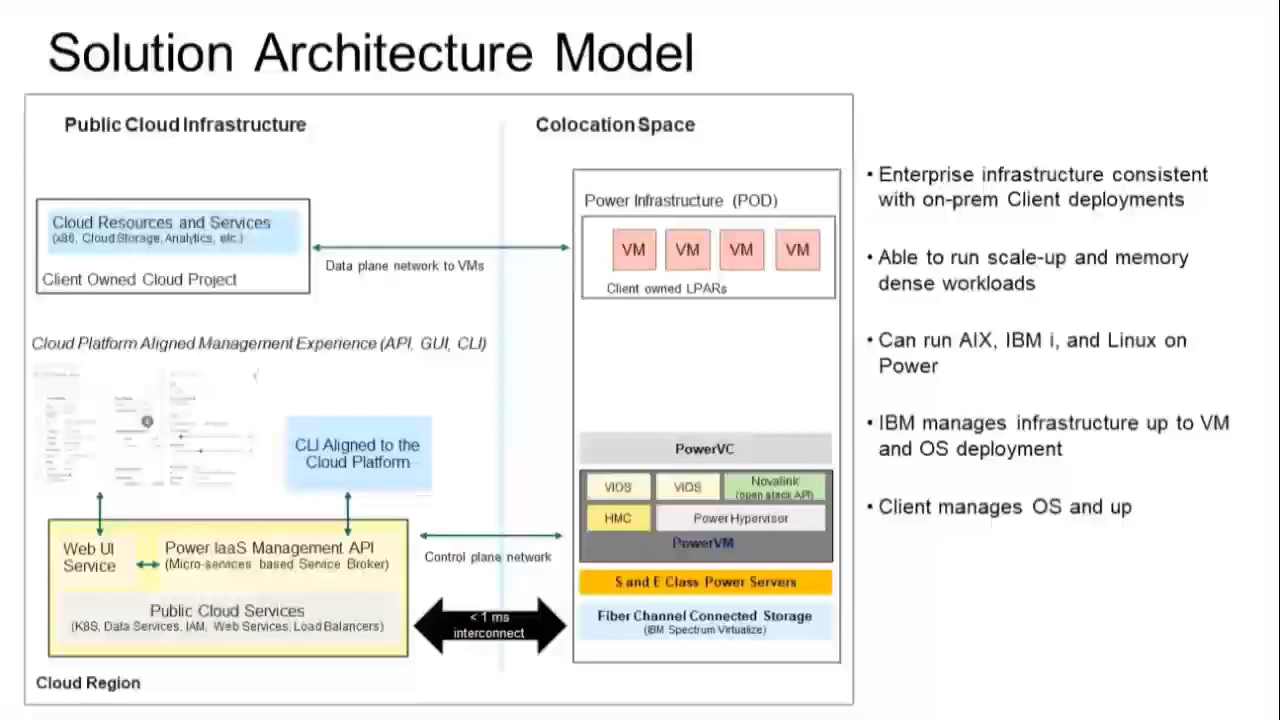 Solution Architecture Model
Public Cloud Infrastructure
Colocation Space
Cloud Resources and Services
(x86, Cloud Storage, Analytics, etc.)
Client Owned Cloud Project
Data plane network to VMs
Power Infrastructure (POD)
VM VM VM VM
Client owned LPARs
Cloud Platform Aligned Management Experience (API, GUI, CLI)
CLI Aligned to the
Cloud Platform
Web UI
Service
Power IaaS Management API
(Micro-services based Service Broker)
Public Cloud Services
(K8S, Data Services, IAM, Web Services, Load Balancers)
Control plane network
< 1 ms
interconnect
PowerVC
VIOS
VIOS
Novalink
(open stack API)
HMC
Power Hypervisor
PowerVM
S and E Class Power Servers
Fiber Channel Connected Storage
(IBM Spectrum Virtualize)
Cloud Region
• Enterprise infrastructure consistent
with on-prem Client deployments
• Able to run scale-up and memory
dense workloads
• Can run AIX, IBM i, and Linux on
Power
• IBM manages infrastructure up to VM
and OS deployment
• Client manages OS and up